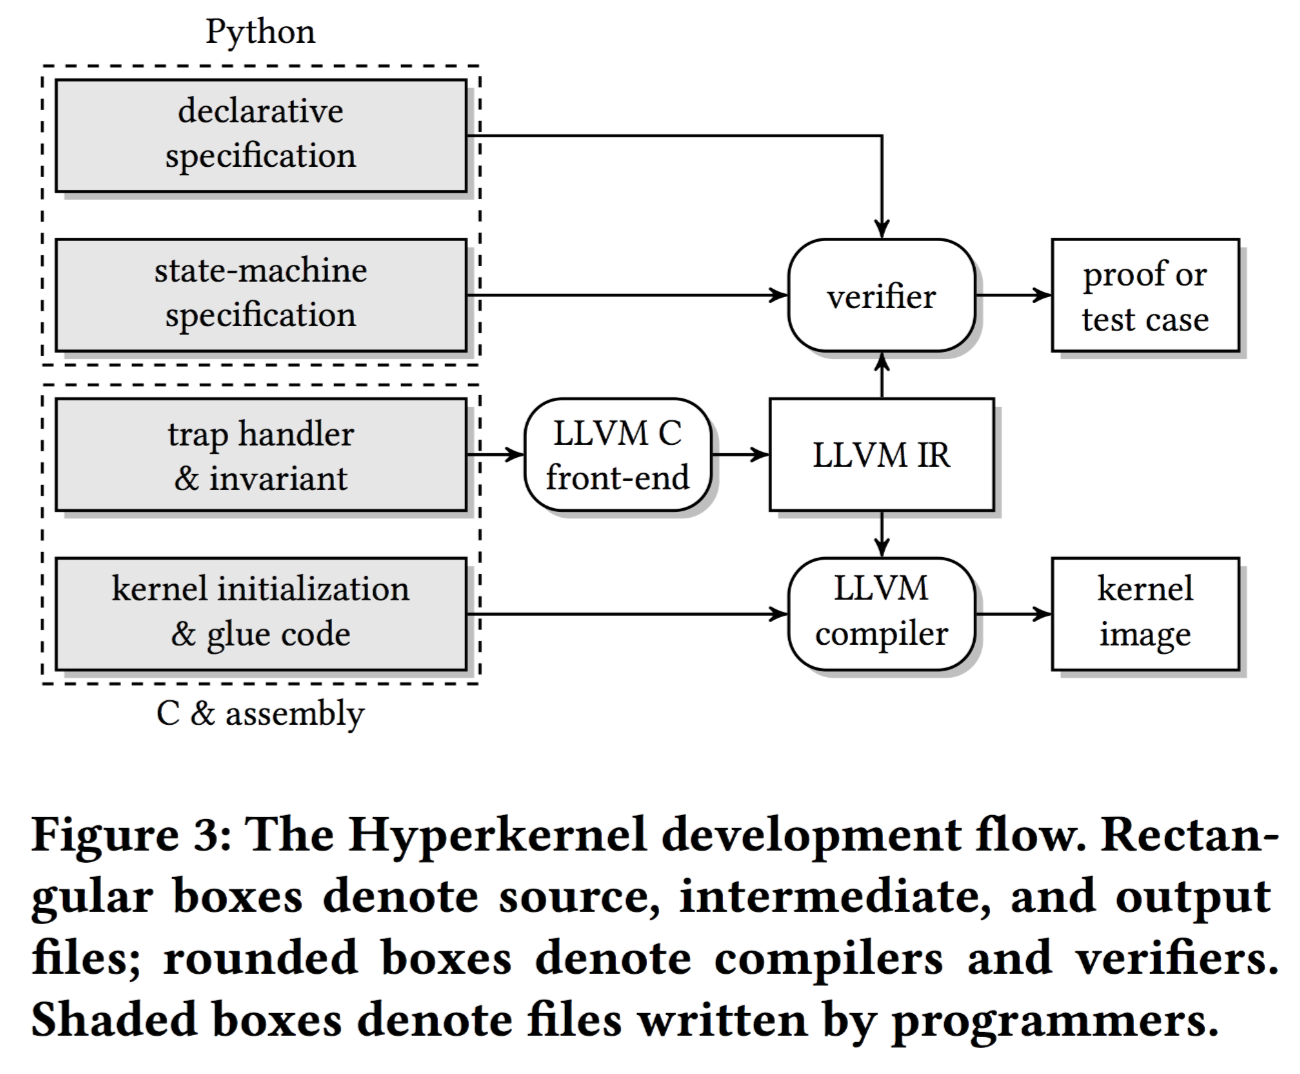 Python
declarative
specification
state-machine
specification
verifier
proof or
test case
trap handler
& invariant
LLVM C
front-end
LLVM IR
kernel initialization
& glue code
LLVM
compiler
kernel
image
C & assembly
Figure 3: The Hyperkernel development flow. Rectan-
gular boxes denote source, intermediate, and output
files; rounded boxes denote compilers and verifiers.
Shaded boxes denote files written by programmers.